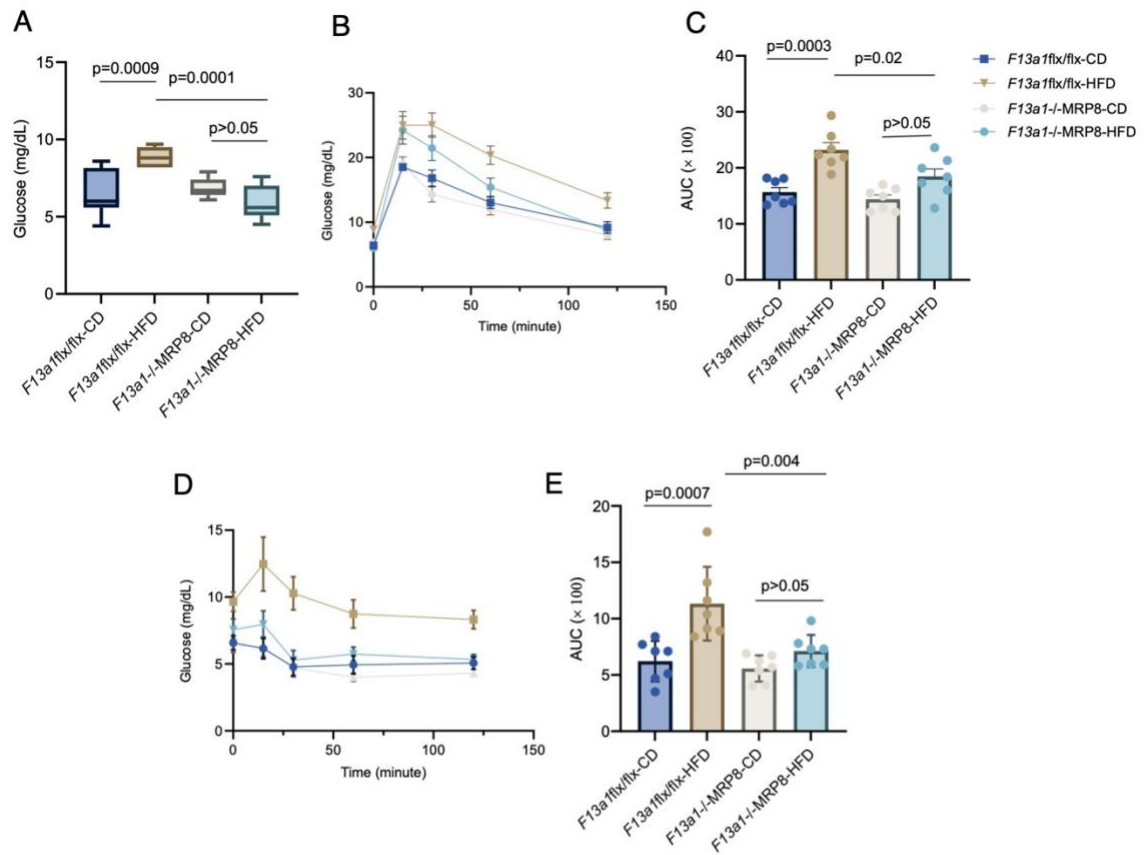 A
Glucose (mg/dL)
15
10
5
0
p=0.0009
p=0.0001
p>0.05
F13a1flx/flx-CD
F13a1flx/flx-HFD
F13a1-/-MRP8-CD
F13a1-/-MRP8-HFD
B
Glucose (mg/dL)
30
20
10
0
0
50
100
150
Time (minute)
C
AUC (× 100)
40
30
20
10
0
p=0.0003
p=0.02
p>0.05
F13a1flx/flx-CD
F13a1flx/flx-HFD
F13a1-/-MRP8-CD
F13a1-/-MRP8-HFD
F13a1flx/flx-CD
F13a1flx/flx-HFD
F13a1-/-MRP8-CD
F13a1-/-MRP8-HFD
D
Glucose (mg/dL)
15
10
5
0
0
50
100
150
Time (minute)
E
AUC (× 100)
20
15
10
5
0
p=0.0007
p=0.004
p>0.05
F13a1flx/flx-CD
F13a1flx/flx-HFD
F13a1-/-MRP8-CD
F13a1-/-MRP8-HFD